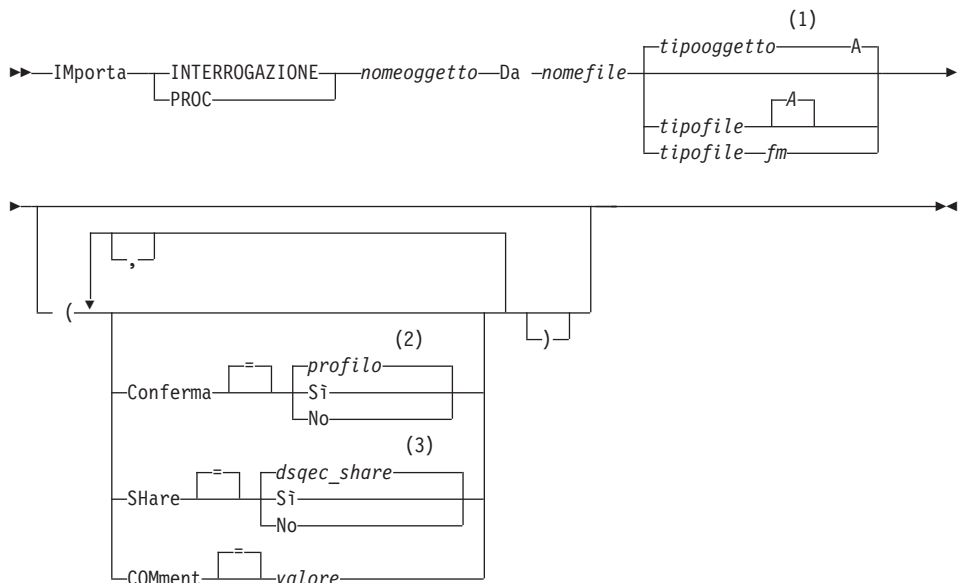 (1)
tipooggetto A
IMporta INTERROGAZIONE nomeoggetto Da nomefile
PROC
A
tipofile
tipofile fm
,
(
)
(2)
= profilo
Conferma Sì
No
(3)
= dsqec_share
SHare Sì
No
=
COMment valore